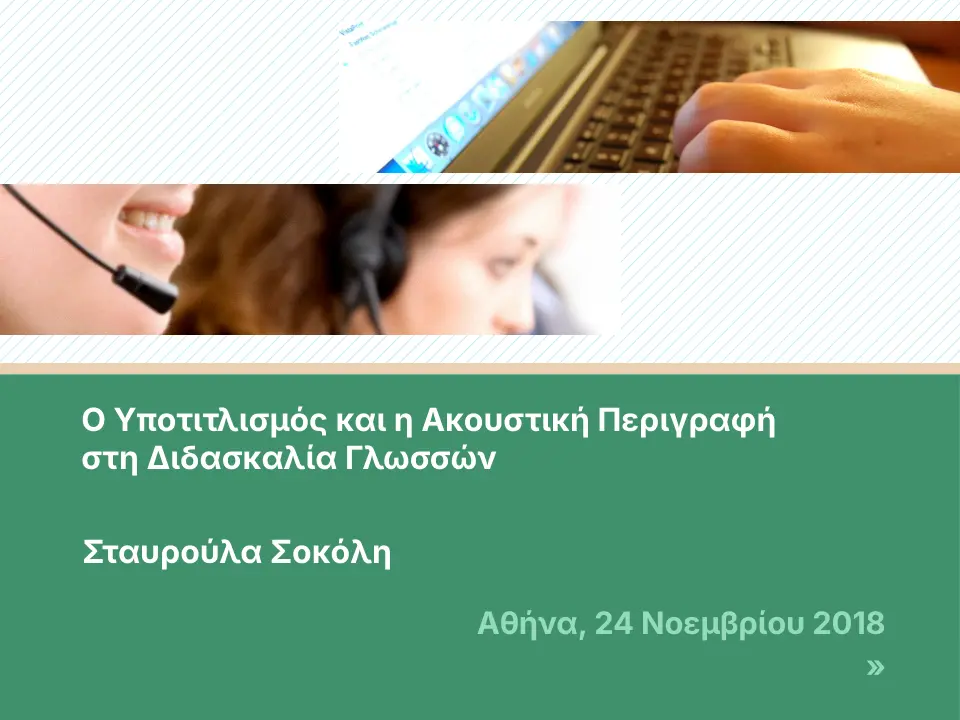 Ο Υποτιτλισμός και η Ακουστική Περιγραφή
στη Διδασκαλία Γλωσσών
Σταυρούλα Σοκόλη
Αθήνα, 24 Νοεμβρίου 2018
»